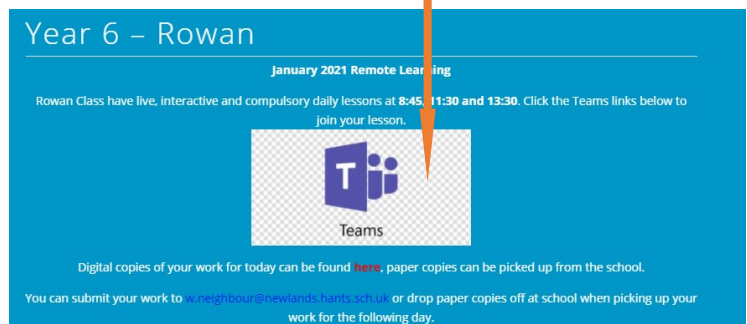 Year 6 – Rowan
January 2021 Remote Learning
Rowan Class have live, interactive and compulsory daily lessons at 8:45, 11:30 and 13:30. Click the Teams links below to
join your lesson.
T
Teams
Digital copies of your work for today can be found here, paper copies can be picked up from the school.
You can submit your work to w.neighbour@newlands.hants.sch.uk or drop paper copies off at school when picking up your
work for the following day.